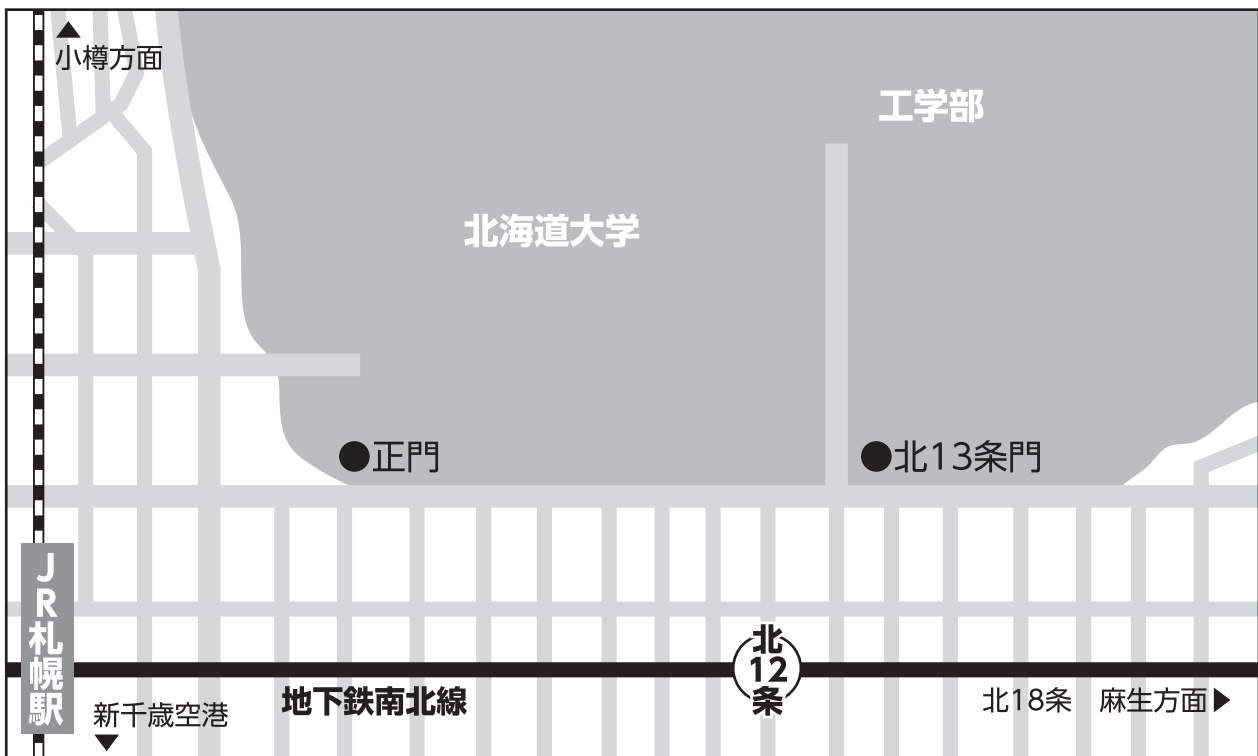 ▲
小樽方面
工学部
北海道大学
●正門
●北13条門
JR札幌駅
北12条
地下鉄南北線
新千歳空港
▼
北18条　麻生方面▶